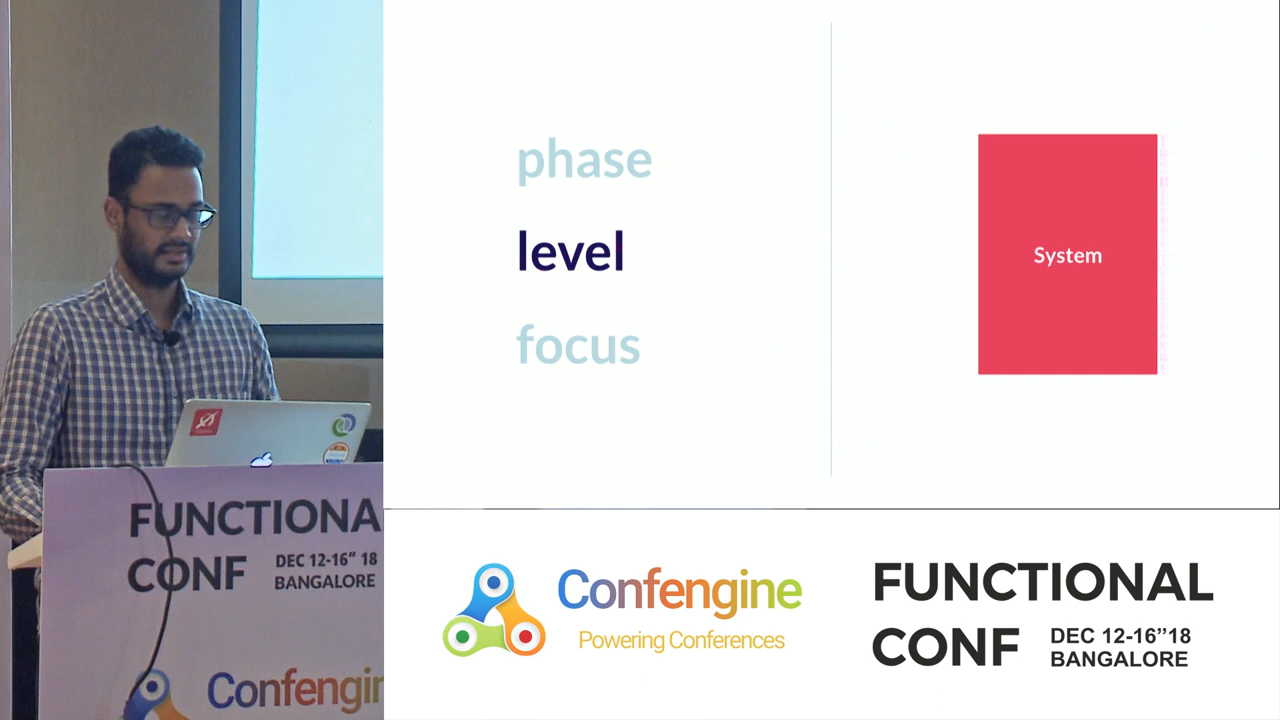 phase
level
focus
System
FUNCTIONA
CONF
DEC 12-16" 18
BANGALORE
Confengin
Confengine
Powering Conferences
FUNCTIONAL
CONF
DEC 12-16”18
BANGALORE